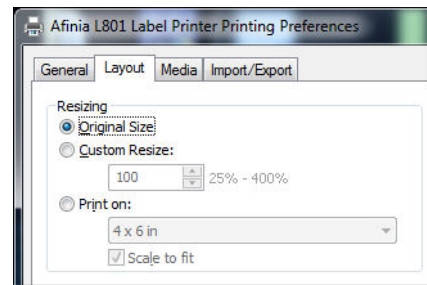 Afinia L801 Label Printer Printing Preferences
General Layout Media Import/Export
Resizing
Original Size
Custom Resize:
100 25% - 400%
Print on:
4 x 6 in
Scale to fit